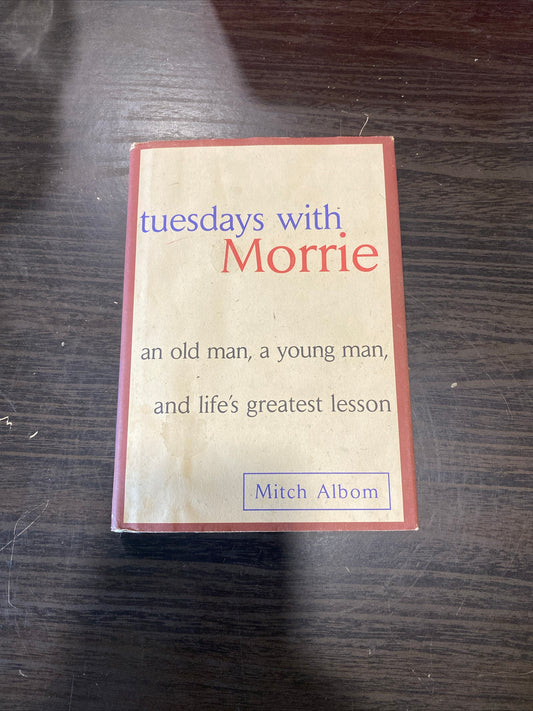 tuesdays with
Morrie
an old man, a young man,
and life's greatest lesson
Mitch Albom